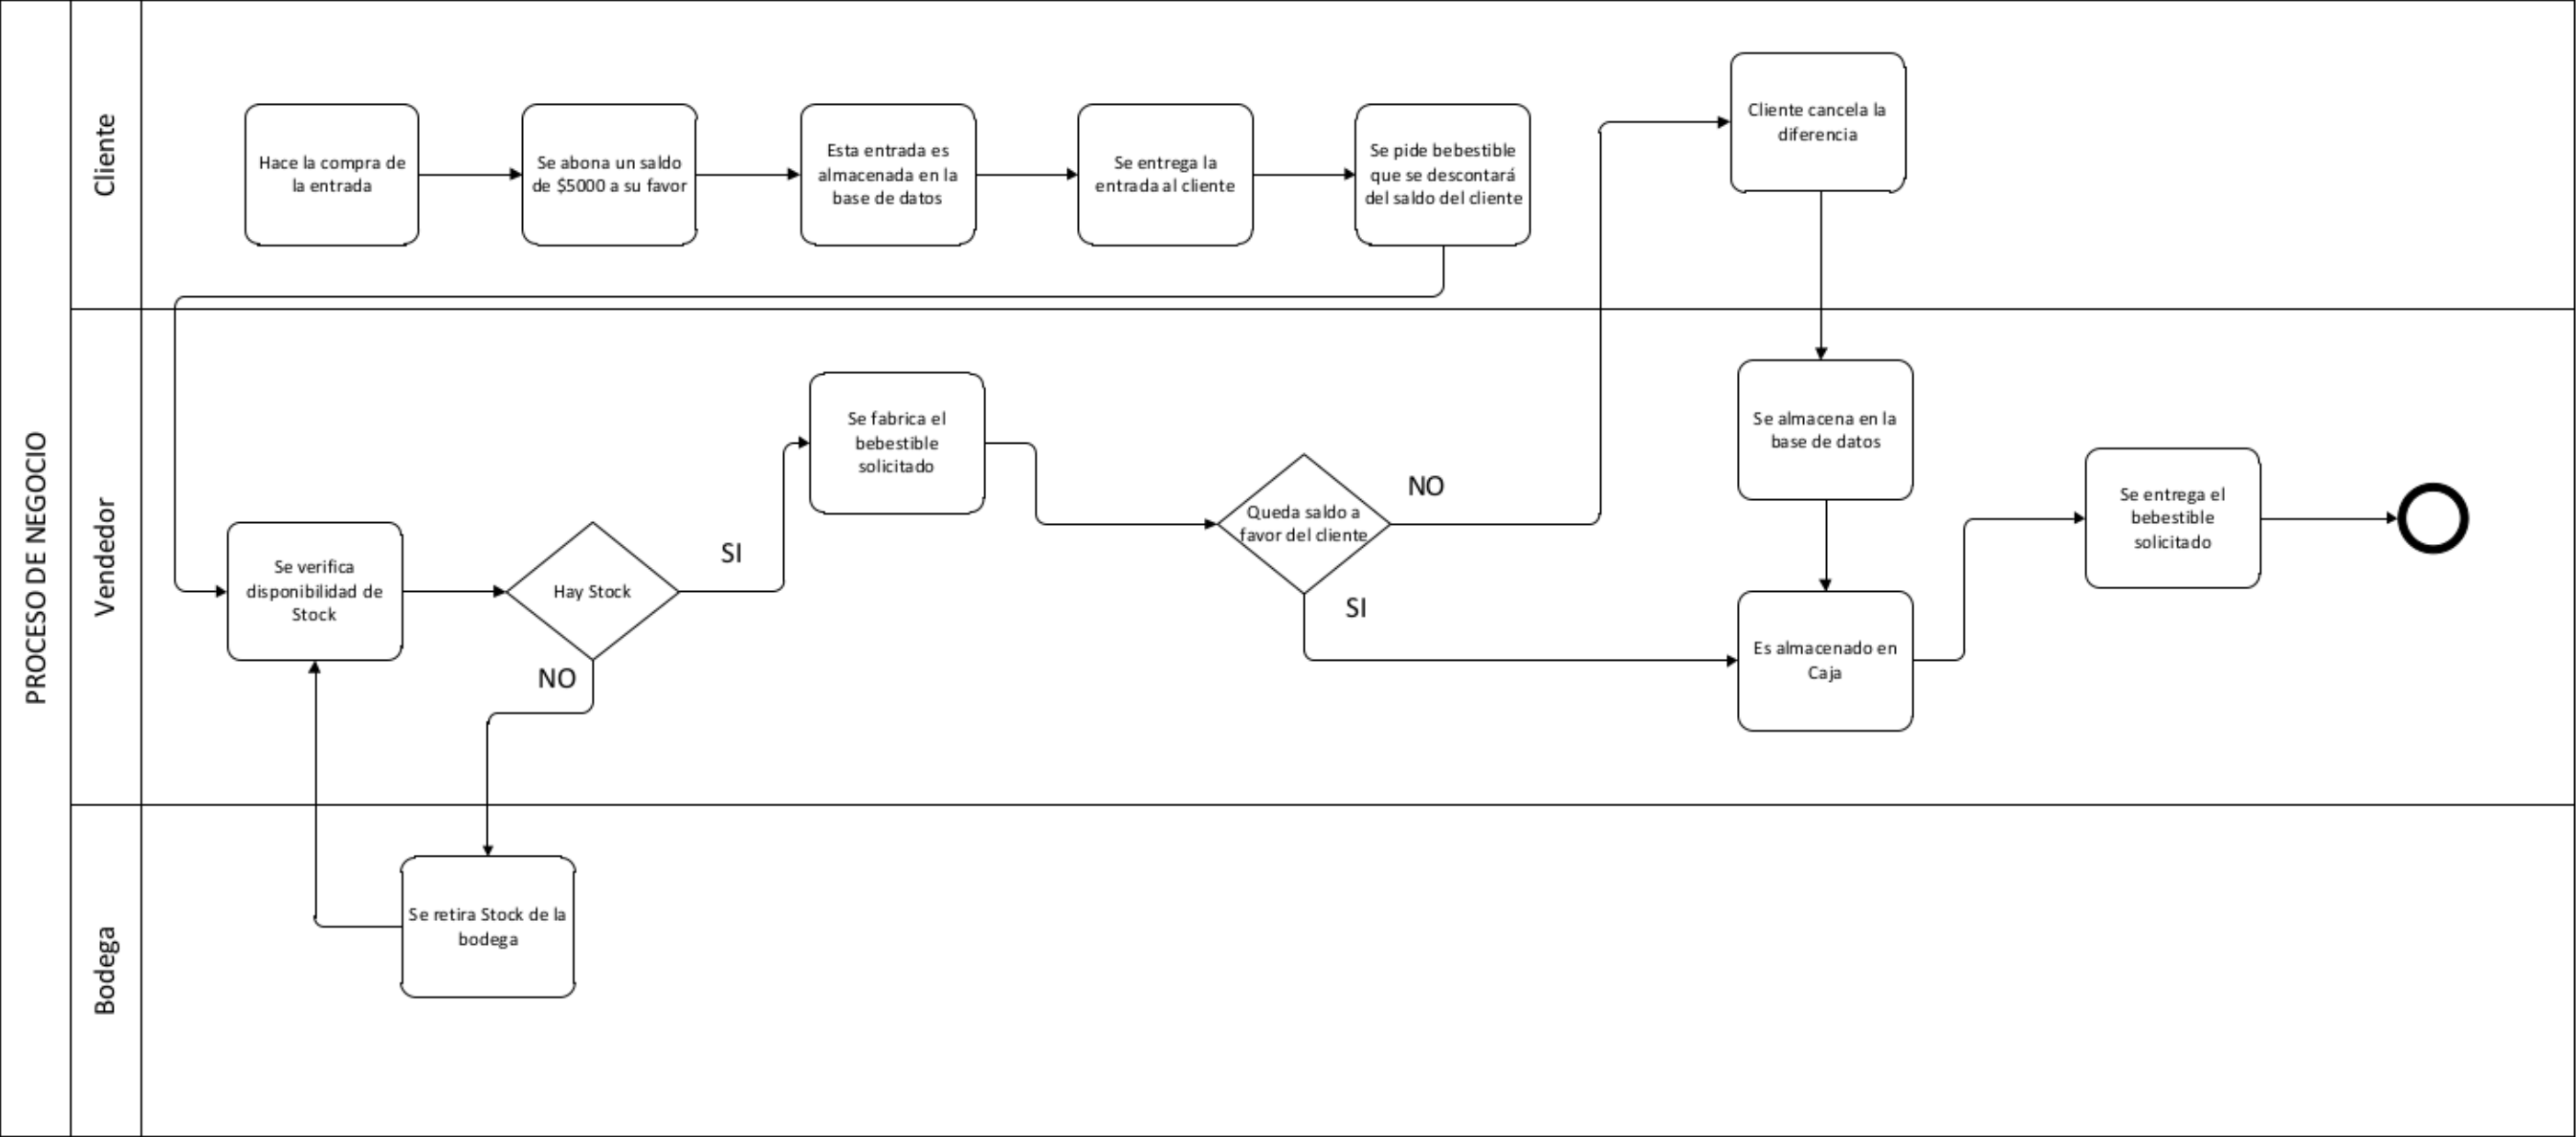 PROCESO DE NEGOCIO
Cliente
Hace la compra de
la entrada
Se abona un saldo
de $5000 a su favor
Esta entrada es
almacenada en la
base de datos
Se entrega la
entrada al cliente
Se pide bebestible
que se descontará
del saldo del cliente
Cliente cancela la
diferencia
Vendedor
Se verifica
disponibilidad de
Stock
Hay Stock
SI
NO
Se fabrica el
bebestible
solicitado
Queda saldo a
favor del cliente
NO
SI
Se almacena en la
base de datos
Es almacenado en
Caja
Se entrega el
bebestible
solicitado
Bodega
Se retira Stock de la
bodega